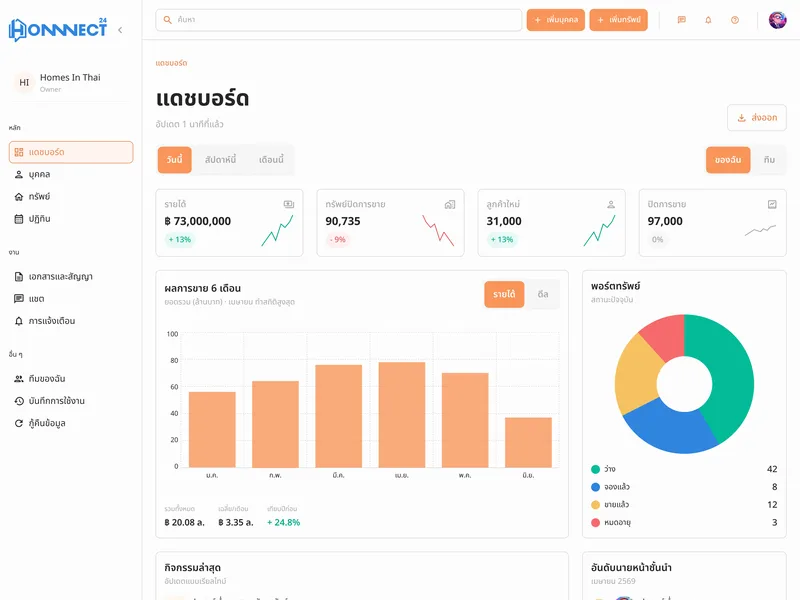 HONNNECT 24
HI
Homes In Thai
Owner
หลัก
แดชบอร์ด
บุคคล
ทรัพย์
ปฏิทิน
งาน
เอกสารและสัญญา
แชต
การแจ้งเตือน
อื่น ๆ
ทีมของฉัน
บันทึกการใช้งาน
กู้คืนข้อมูล
ค้นหา
+ เพิ่มบุคคล
+ เพิ่มทรัพย์
แดชบอร์ด
แดชบอร์ด
อัปเดต 1 นาทีที่แล้ว
ส่งออก
วันนี้ สัปดาห์นี้ เดือนนี้
ของฉัน ทีม
รายได้
฿ 73,000,000
+ 13%
ทรัพย์ปิดการขาย
90,735
- 9%
ลูกค้าใหม่
31,000
+ 13%
ปิดการขาย
97,000
0%
ผลการขาย 6 เดือน
ยอดรวม (ล้านบาท) · เมษายน ทำสถิติสูงสุด
รายได้ ดีล
100
80
60
40
20
0
ม.ค. ก.พ. มี.ค. เม.ย. พ.ค. มิ.ย.
รวมทั้งหมด เฉลี่ยต่อเดือน เทียบปีก่อน
฿ 20.08 ล. ฿ 3.35 ล. + 24.8%
พอร์ตทรัพย์
สถานะปัจจุบัน
ว่าง 42
จองแล้ว 8
ขายแล้ว 12
หมดอายุ 3
กิจกรรมล่าสุด
อัปเดตแบบเรียลไทม์
อันดับนายหน้าชั้นนำ
เมษายน 2569